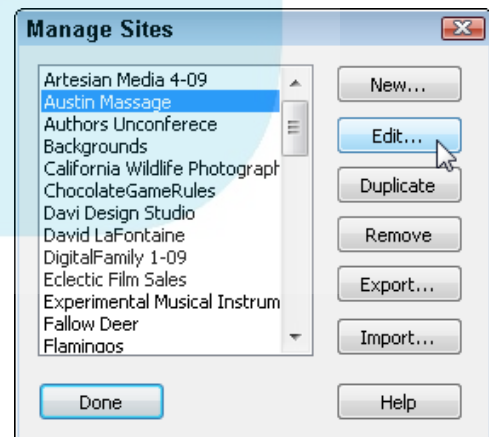 Manage Sites
Artesian Media 4-09
Austin Massage
Authors Unconferece
Backgrounds
California Wildlife Photograph
ChocolateGameRules
Davi Design Studio
David LaFontaine
DigitalFamily 1-09
Eclectic Film Sales
Experimental Musical Instrum
Fallow Deer
Flamingos
New...
Edit...
Duplicate
Remove
Export...
Import...
Done
Help